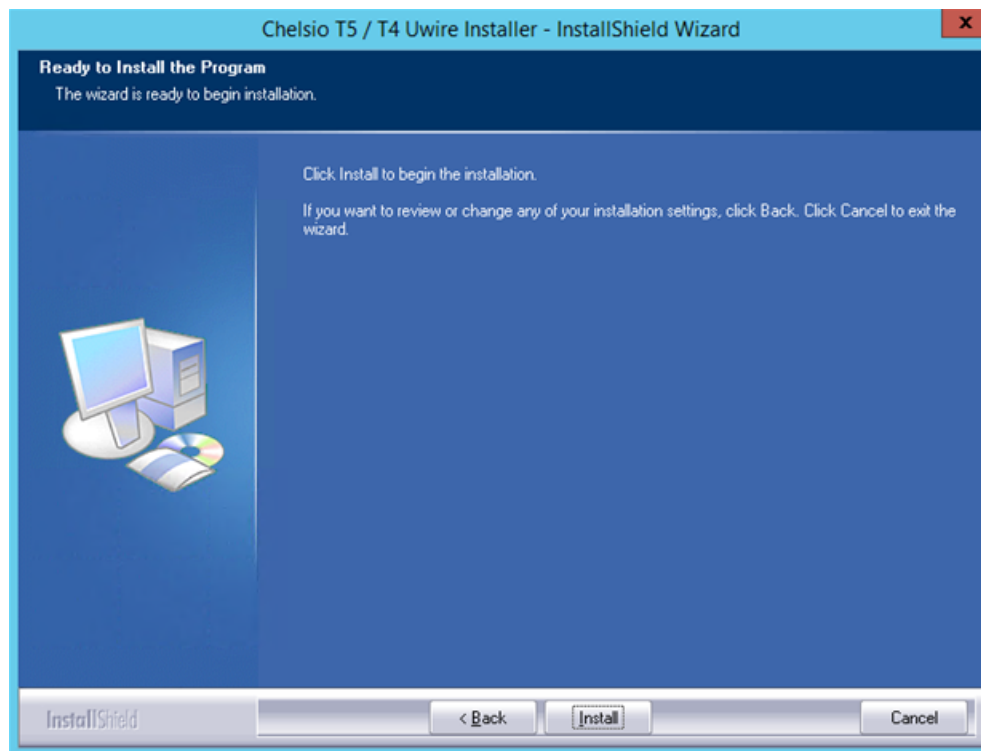 Chelsio T5 / T4 Uwire Installer - InstallShield Wizard
x
Ready to Install the Program
The wizard is ready to begin installation.
Click Install to begin the installation.
If you want to review or change any of your installation settings, click Back. Click Cancel to exit the
wizard.
InstallShield
< Back
Install
Cancel